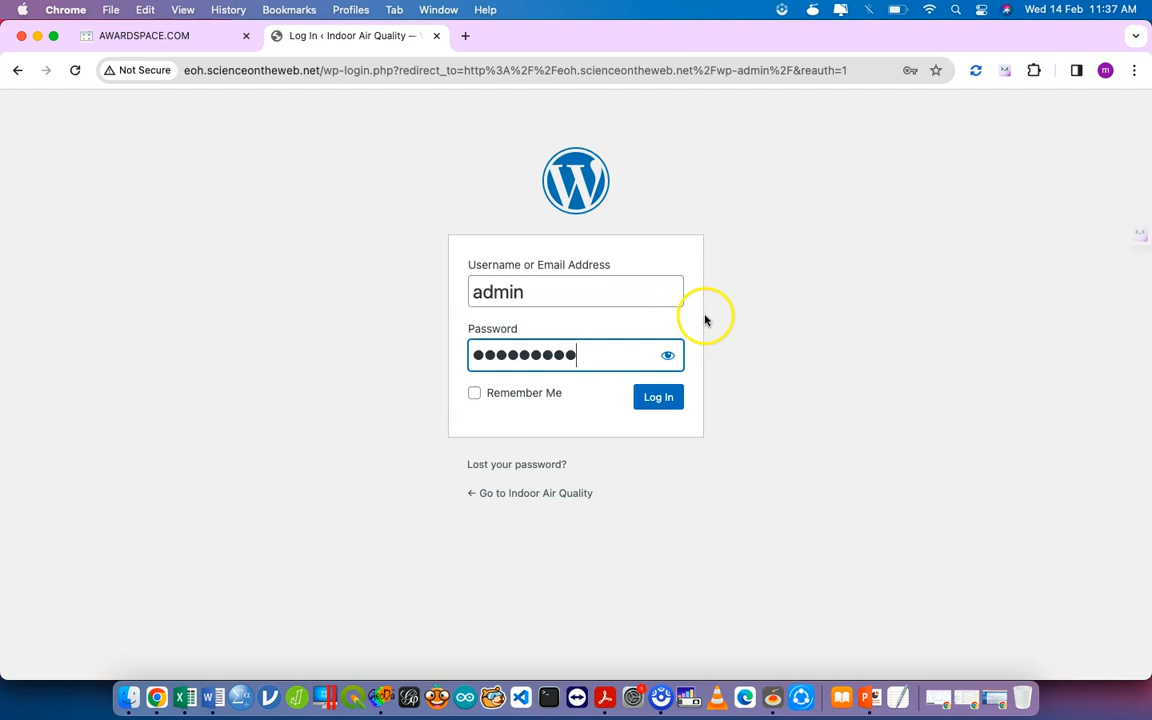 Chrome File Edit View History Bookmarks Profiles Tab Window Help Wed 14 Feb 11:37 AM
AWARDSPACE.COM Log In ‹ Indoor Air Quality —
Not Secure eoh.scienceontheweb.net/wp-login.php?redirect_to=http%3A%2F%2Feoh.scienceontheweb.net%2Fwp-admin%2F&reauth=1 m
Username or Email Address
admin
Password
Remember Me Log In
Lost your password?
← Go to Indoor Air Quality